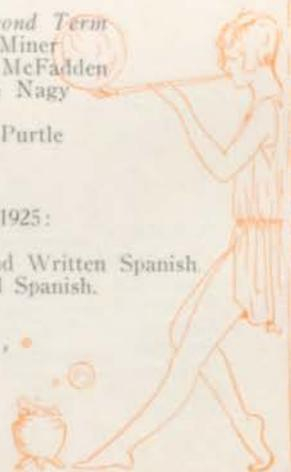 ond Term
Miner
McFadden
Nagy
Purtle
1925:
d Written Spanish.
Spanish.
,